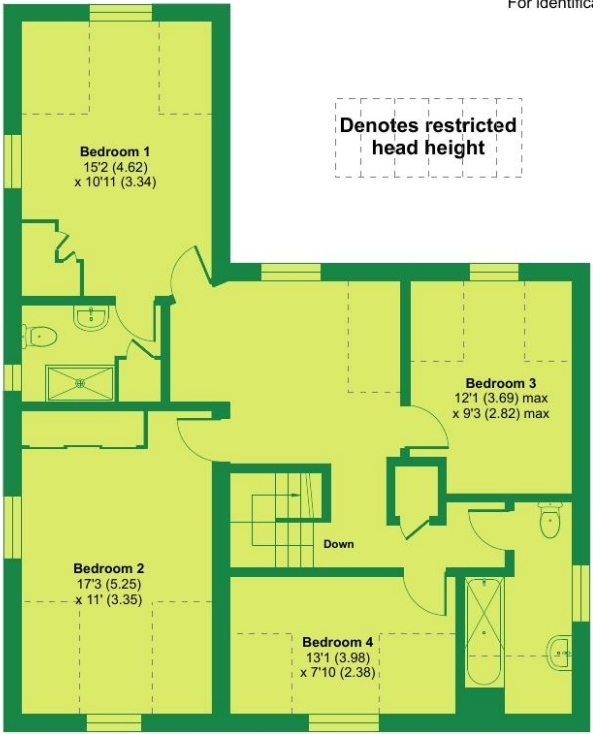 For identifica
Denotes restricted
head height
Bedroom 1
15'2 (4.62)
x 10'11 (3.34)
Bedroom 3
12'1 (3.69) max
x 9'3 (2.82) max
Down
Bedroom 2
17'3 (5.25)
x 11' (3.35)
Bedroom 4
13'1 (3.98)
x 7'10 (2.38)